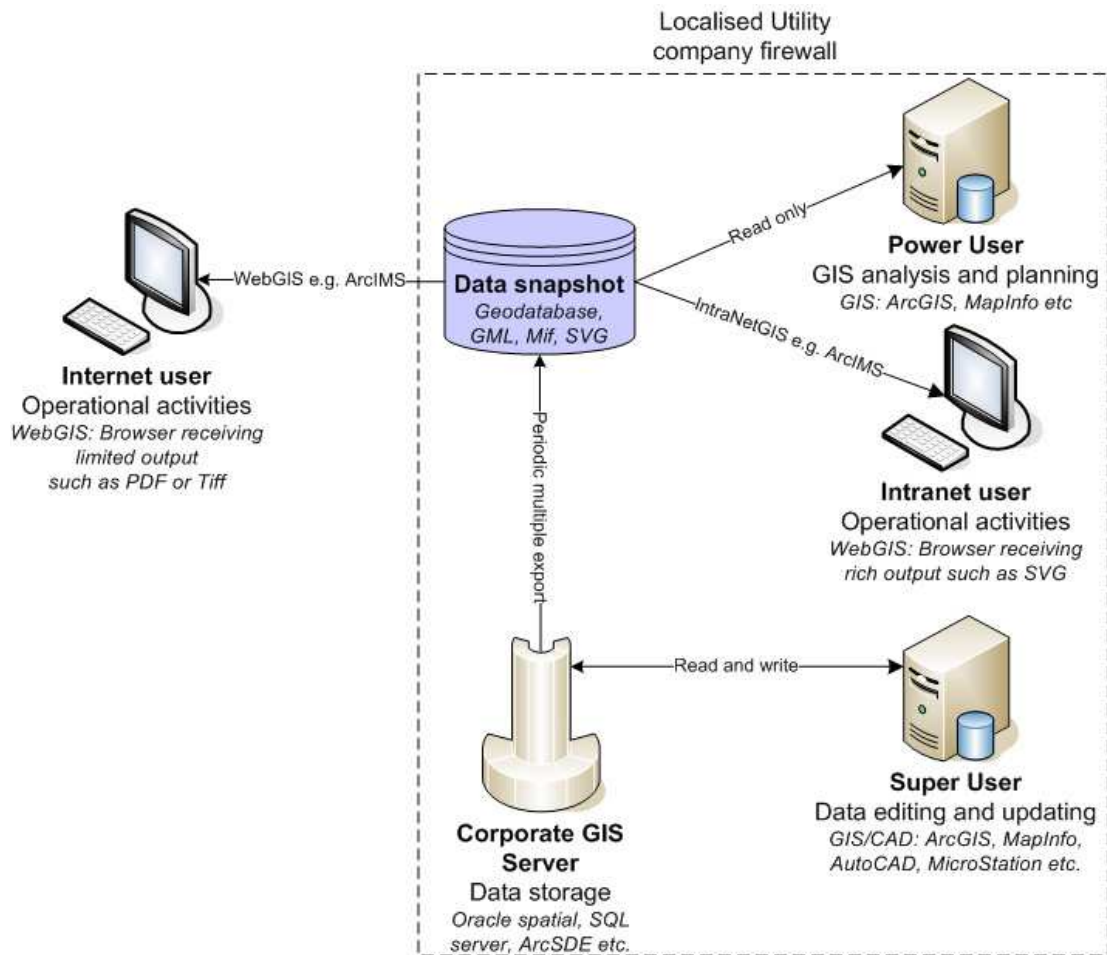 Localised Utility
company firewall
Read only
Power User
GIS analysis and planning
GIS: ArcGIS, MapInfo etc
WebGIS e.g. ArcIMS
Data snapshot
Geodatabase,
GML, Mif, SVG
IntraNetGIS e.g. ArcIMS
Internet user
Operational activities
WebGIS: Browser receiving
limited output
such as PDF or Tiff
Periodic multiple export
Intranet user
Operational activities
WebGIS: Browser receiving
rich output such as SVG
Read and write
Super User
Data editing and updating
GIS/CAD: ArcGIS, MapInfo,
AutoCAD, MicroStation etc.
Corporate GIS
Server
Data storage
Oracle spatial, SQL
server, ArcSDE etc.